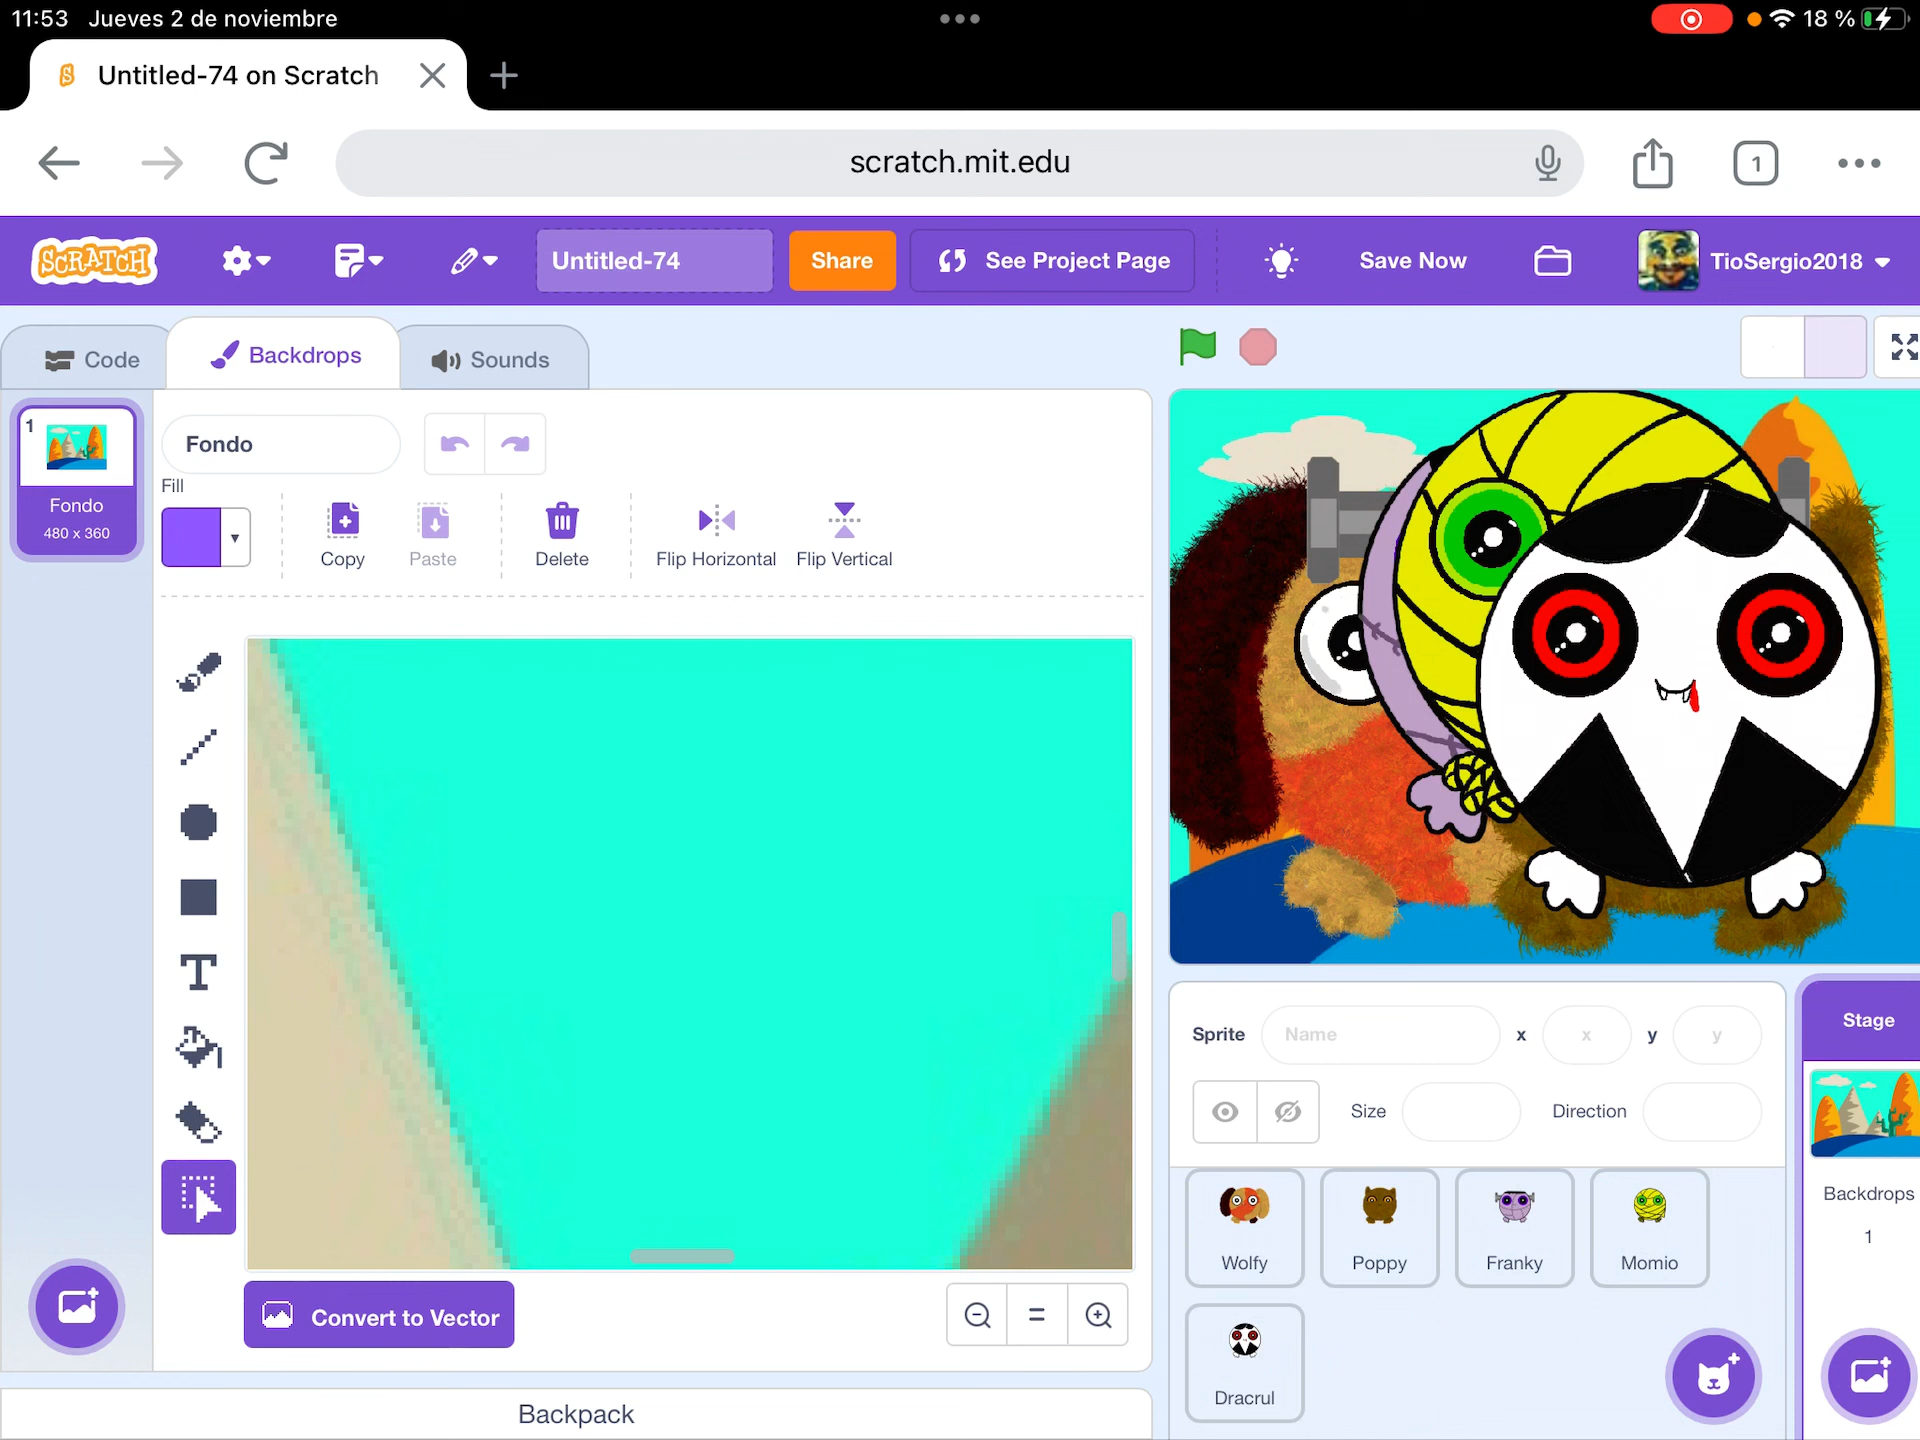 11:53 Jueves 2 de noviembre
18 %
Untitled-74 on Scratch
scratch.mit.edu
1
SCRATCH
Untitled-74
Share
See Project Page
Save Now
TioSergio2018
Code
Backdrops
Sounds
1
Fondo
480 x 360
Fondo
Fill
Copy
Paste
Delete
Flip Horizontal
Flip Vertical
Convert to Vector
Backpack
Sprite
Name
x
x
y
y
Size
Direction
Stage
Backdrops
1
Wolfy
Poppy
Franky
Momio
Dracrul